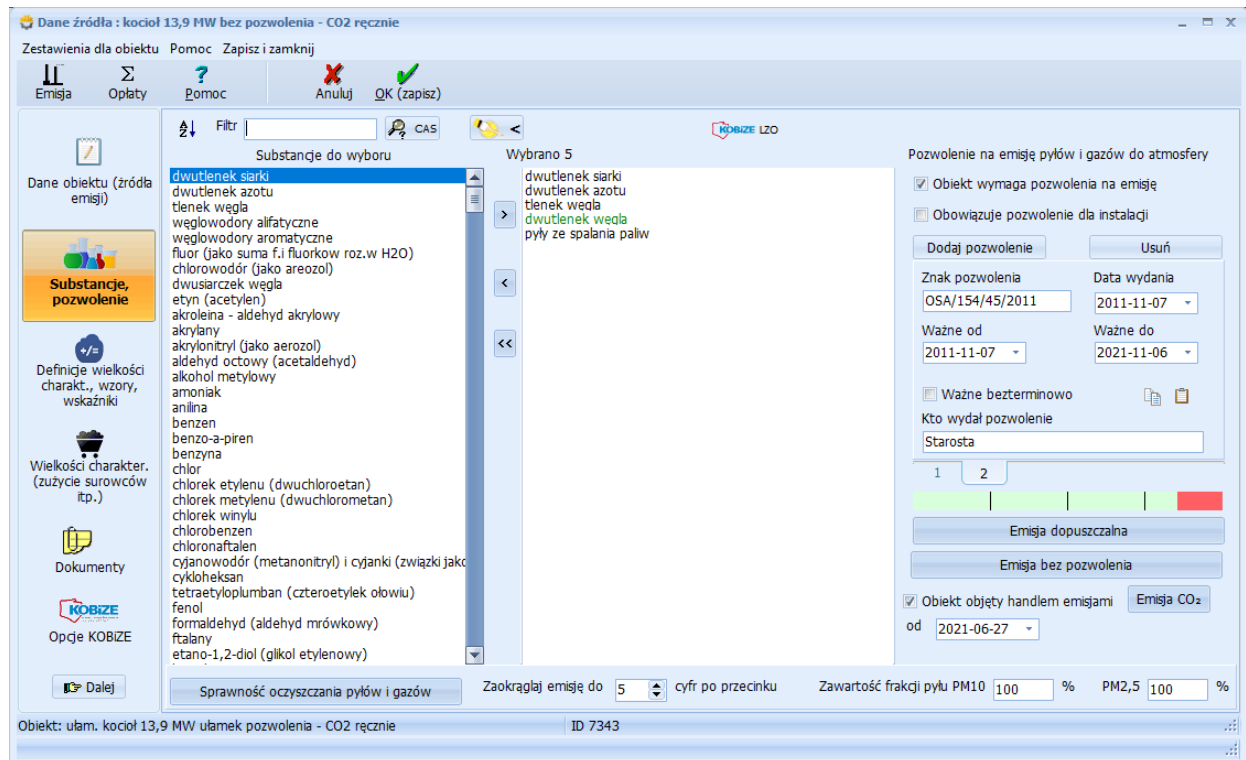 Dane źródła : kocioł 13,9 MW bez pozwolenia - CO2 ręcznie
Zestawienia dla obiektu Pomoc Zapisz i zamknij
Emisja Opłaty Pomoc Anuluj OK (zapisz)
Dane obiektu (źródła emisji)
Substancje, pozwolenie
+/=
Definicje wielkości charakt., wzory, wskaźniki
Wielkości charakter. (zużycie surowców itp.)
Dokumenty
KOBiZE
Opcje KOBiZE
Dalej
A
Z
Filtr
CAS
<
KOBiZE LZO
Substancje do wyboru
dwutlenek siarki
dwutlenek azotu
tlenek węgla
węglowodory alifatyczne
węglowodory aromatyczne
fluor (jako suma f.i fluorkow roz.w H2O)
chlorowodór (jako areozol)
dwusiarczek węgla
etyn (acetylen)
akroleina - aldehyd akrylowy
akrylany
akrylonitryl (jako aerozol)
aldehyd octowy (acetaldehyd)
alkohol metylowy
amoniak
anilina
benzen
benzo-a-piren
benzyna
chlor
chlorek etylenu (dwuchloroetan)
chlorek metylenu (dwuchlorometan)
chlorek winylu
chlorobenzen
chloronaftalen
cyjanowodór (metanonitryl) i cyjanki (związki jako
cykloheksan
tetraetyloplumban (czteroetylek ołowiu)
fenol
formaldehyd (aldehyd mrówkowy)
ftalany
etano-1,2-diol (glikol etylenowy)
>
<
<<
Wybrano 5
dwutlenek siarki
dwutlenek azotu
tlenek węgla
dwutlenek węgla
pyły ze spalania paliw
Pozwolenie na emisję pyłów i gazów do atmosfery
Obiekt wymaga pozwolenia na emisję
Obowiązuje pozwolenie dla instalacji
Dodaj pozwolenie Usuń
Znak pozwolenia Data wydania
OSA/154/45/2011 2011-11-07
Ważne od Ważne do
2011-11-07 2021-11-06
Ważne bezterminowo
Kto wydał pozwolenie
Starosta
1 2
Emisja dopuszczalna
Emisja bez pozwolenia
Obiekt objęty handlem emisjami Emisja CO₂
od 2021-06-27
Sprawność oczyszczania pyłów i gazów Zaokrąglaj emisję do 5 cyfr po przecinku Zawartość frakcji pyłu PM10 100 % PM2,5 100 %
Obiekt: ułam. kocioł 13,9 MW ułamek pozwolenia - CO2 ręcznie ID 7343